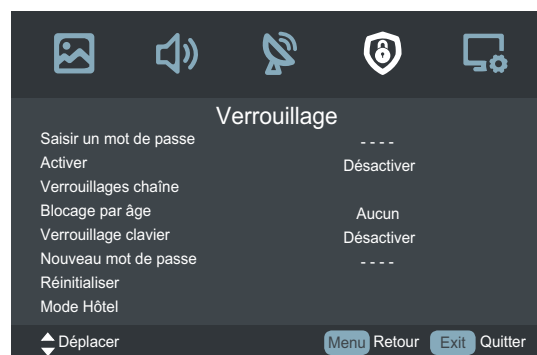 Verrouillage
Saisir un mot de passe - - - -
Activer Désactiver
Verrouillages chaîne
Blocage par âge Aucun
Verrouillage clavier Désactiver
Nouveau mot de passe - - - -
Réinitialiser
Mode Hôtel
Déplacer Menu Retour Exit Quitter